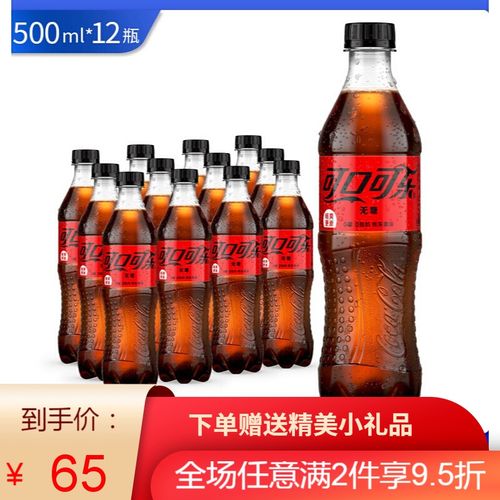 500ml*12瓶
可口可乐
无糖
到手价：
¥ 65
下单赠送精美小礼品
全场任意满2件享9.5折